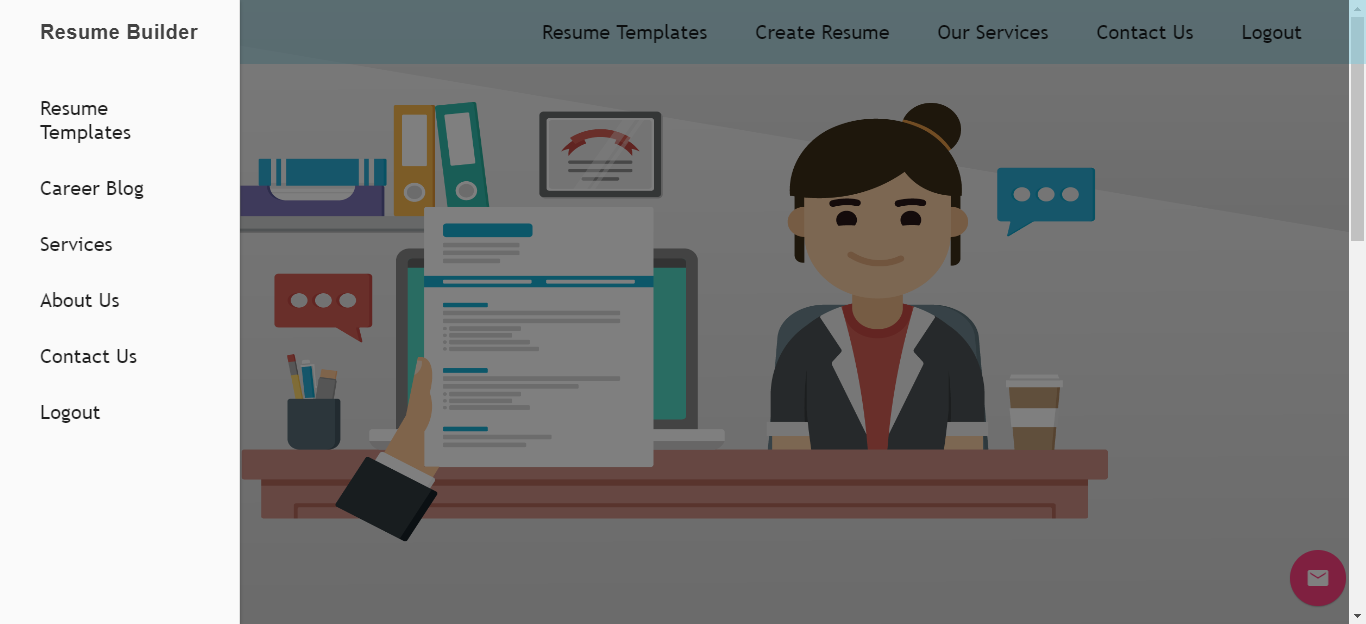 Resume Builder
Resume Templates
Create Resume
Our Services
Contact Us
Logout
Resume
Templates
Career Blog
Services
About Us
Contact Us
Logout